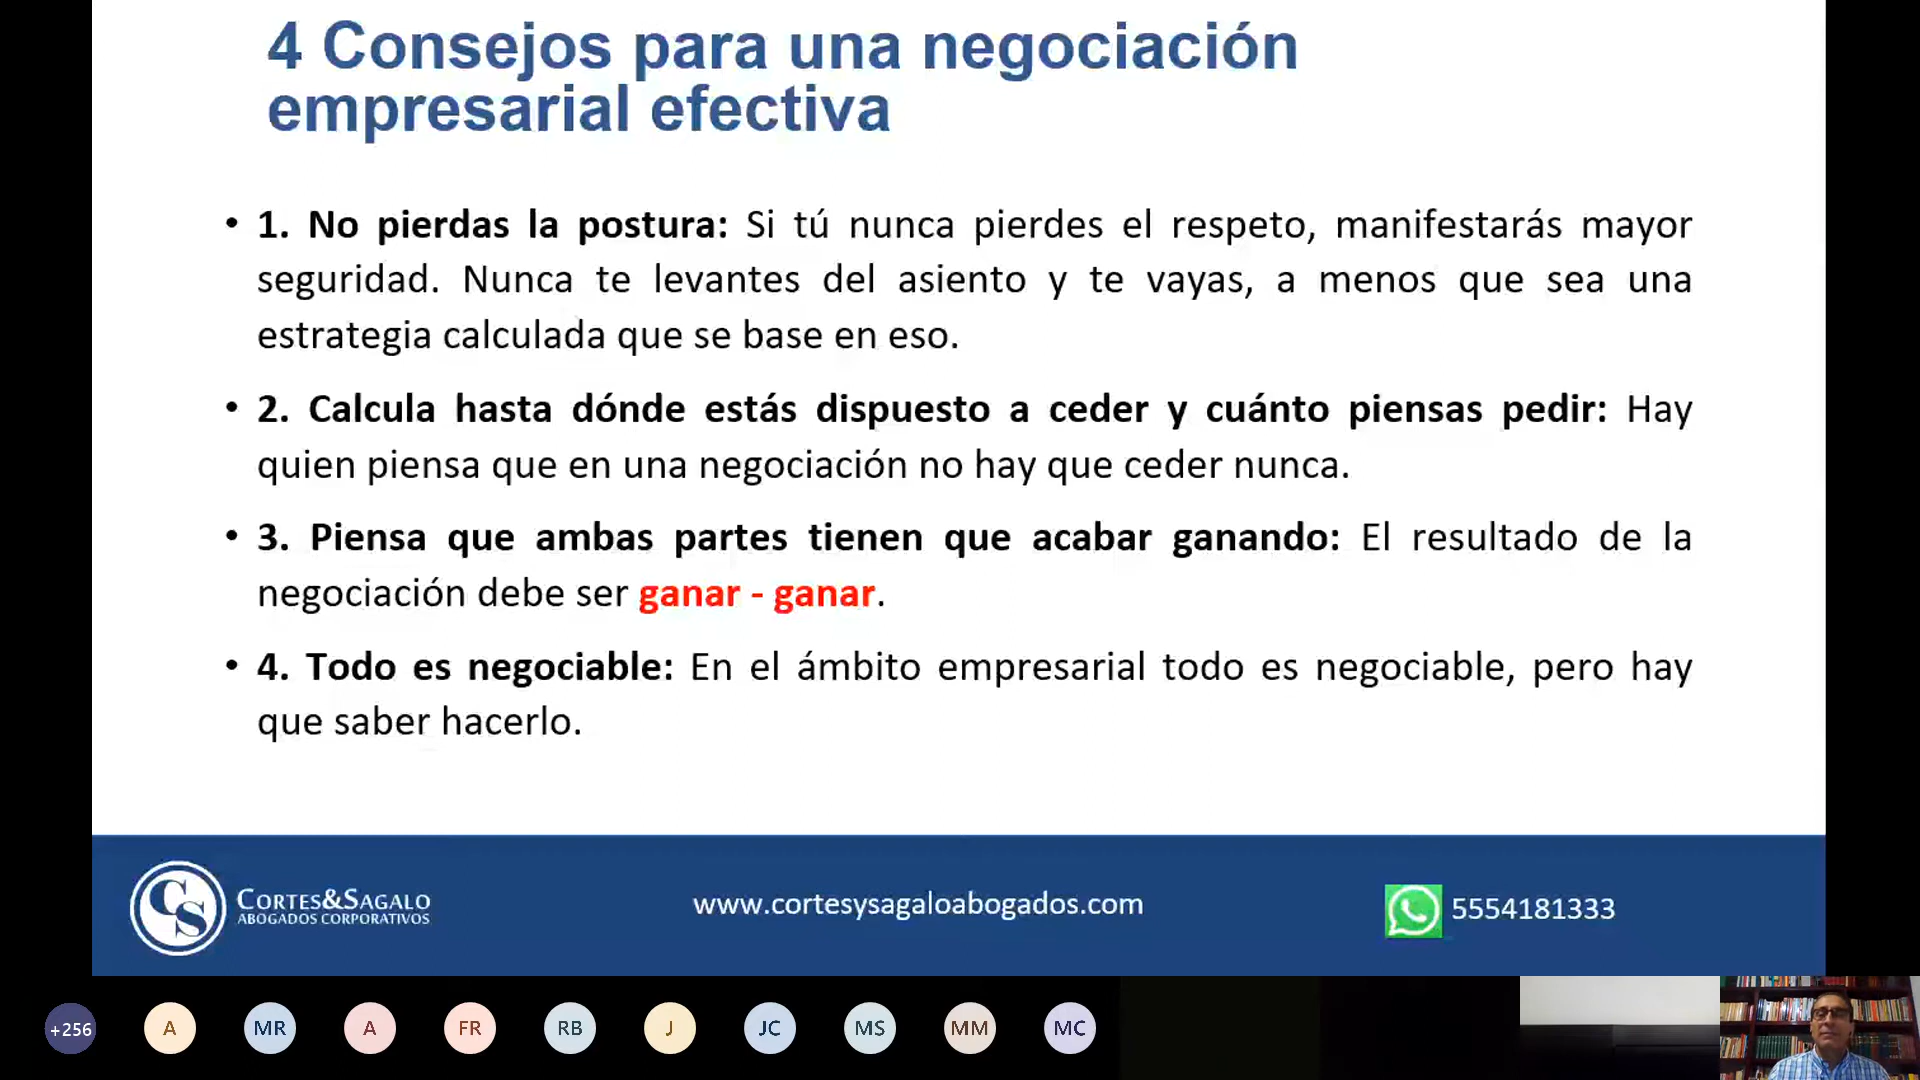 4 Consejos para una negociación
empresarial efectiva
• 1. No pierdas la postura: Si tú nunca pierdes el respeto, manifestarás mayor
seguridad. Nunca te levantes del asiento y te vayas, a menos que sea una
estrategia calculada que se base en eso.
• 2. Calcula hasta dónde estás dispuesto a ceder y cuánto piensas pedir: Hay
quien piensa que en una negociación no hay que ceder nunca.
• 3. Piensa que ambas partes tienen que acabar ganando: El resultado de la
negociación debe ser ganar - ganar.
• 4. Todo es negociable: En el ámbito empresarial todo es negociable, pero hay
que saber hacerlo.
CS
CORTES&SAGALO
ABOGADOS CORPORATIVOS
www.cortesysagaloabogados.com
5554181333
+256 A MR A FR RB J JC MS MM MC